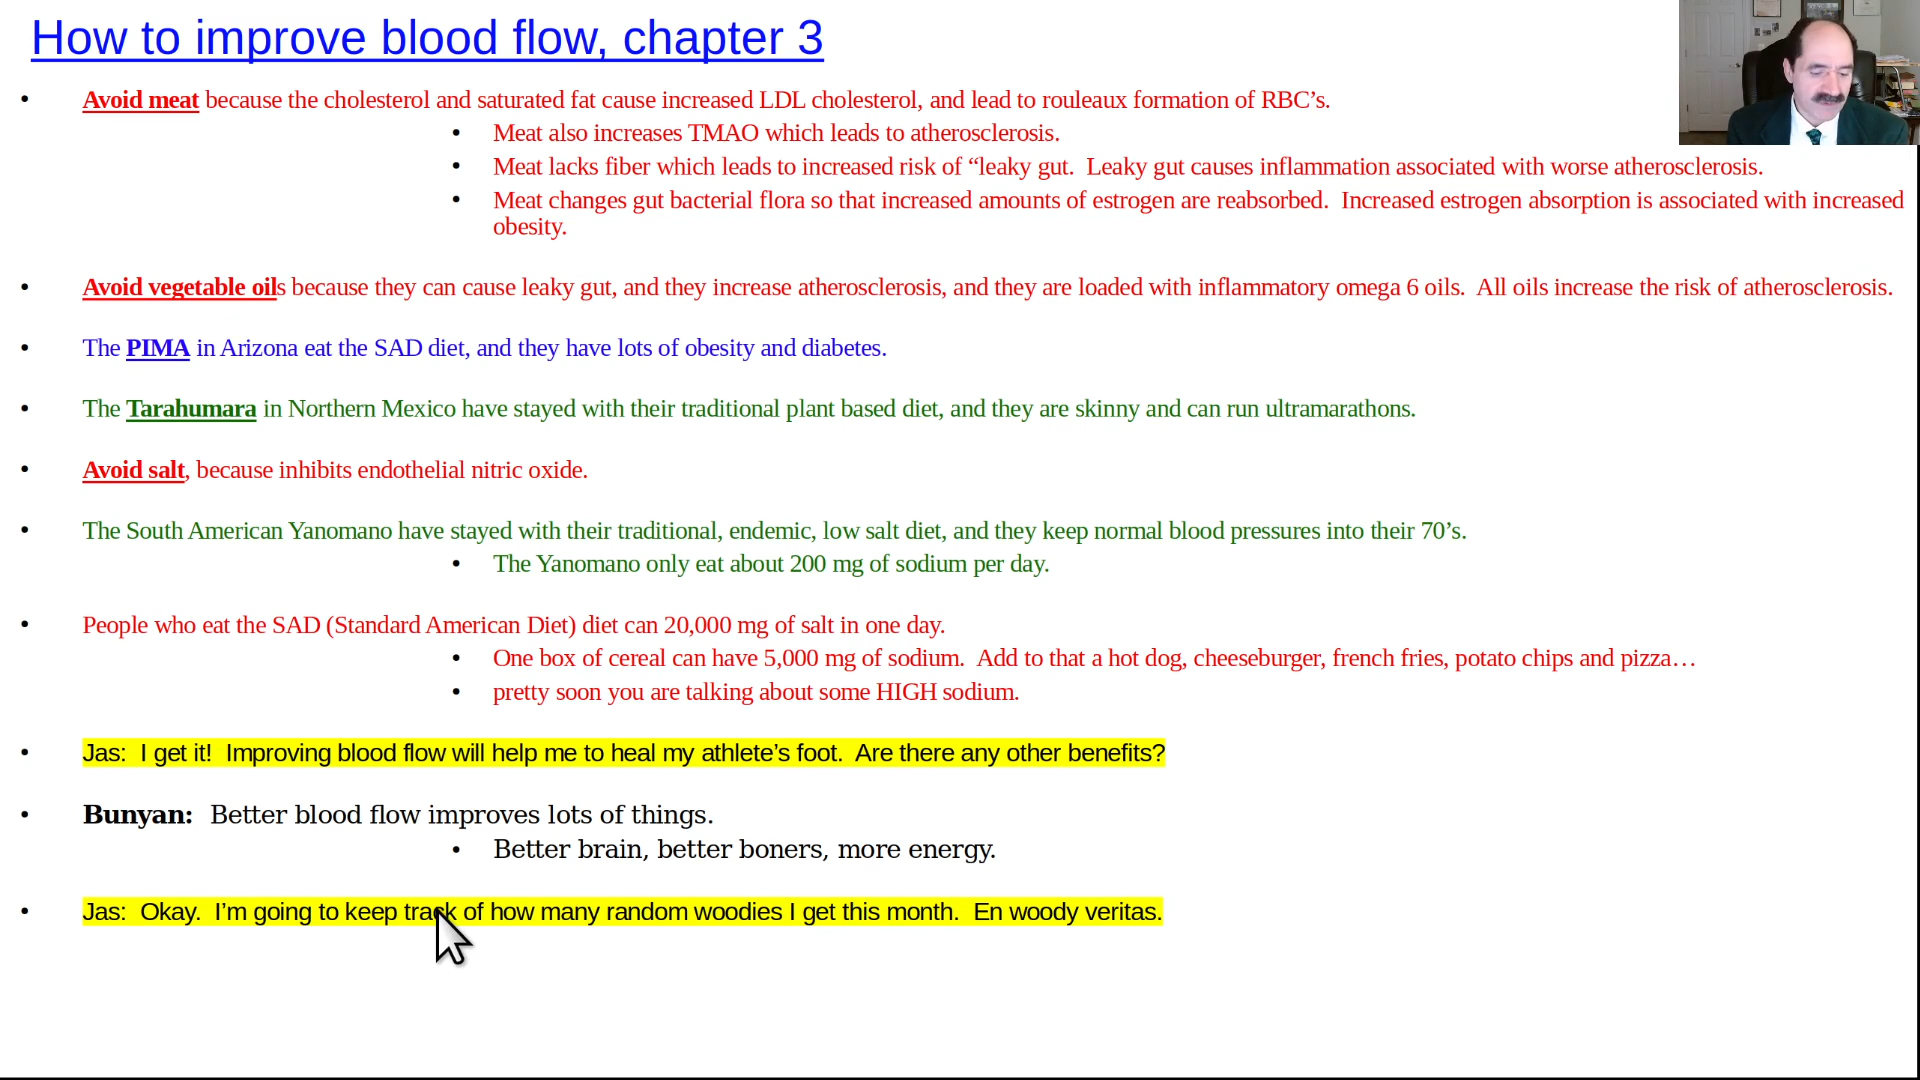 How to improve blood flow, chapter 3
• Avoid meat because the cholesterol and saturated fat cause increased LDL cholesterol, and lead to rouleaux formation of RBC’s.
• Meat also increases TMAO which leads to atherosclerosis.
• Meat lacks fiber which leads to increased risk of “leaky gut.  Leaky gut causes inflammation associated with worse atherosclerosis.
• Meat changes gut bacterial flora so that increased amounts of estrogen are reabsorbed.  Increased estrogen absorption is associated with increased
obesity.
• Avoid vegetable oils because they can cause leaky gut, and they increase atherosclerosis, and they are loaded with inflammatory omega 6 oils.  All oils increase the risk of atherosclerosis.
• The PIMA in Arizona eat the SAD diet, and they have lots of obesity and diabetes.
• The Tarahumara in Northern Mexico have stayed with their traditional plant based diet, and they are skinny and can run ultramarathons.
• Avoid salt, because inhibits endothelial nitric oxide.
• The South American Yanomano have stayed with their traditional, endemic, low salt diet, and they keep normal blood pressures into their 70’s.
• The Yanomano only eat about 200 mg of sodium per day.
• People who eat the SAD (Standard American Diet) diet can 20,000 mg of salt in one day.
• One box of cereal can have 5,000 mg of sodium.  Add to that a hot dog, cheeseburger, french fries, potato chips and pizza…
• pretty soon you are talking about some HIGH sodium.
• Jas:  I get it!  Improving blood flow will help me to heal my athlete’s foot.  Are there any other benefits?
• Bunyan:  Better blood flow improves lots of things.
• Better brain, better boners, more energy.
• Jas:  Okay.  I’m going to keep track of how many random woodies I get this month.  En woody veritas.